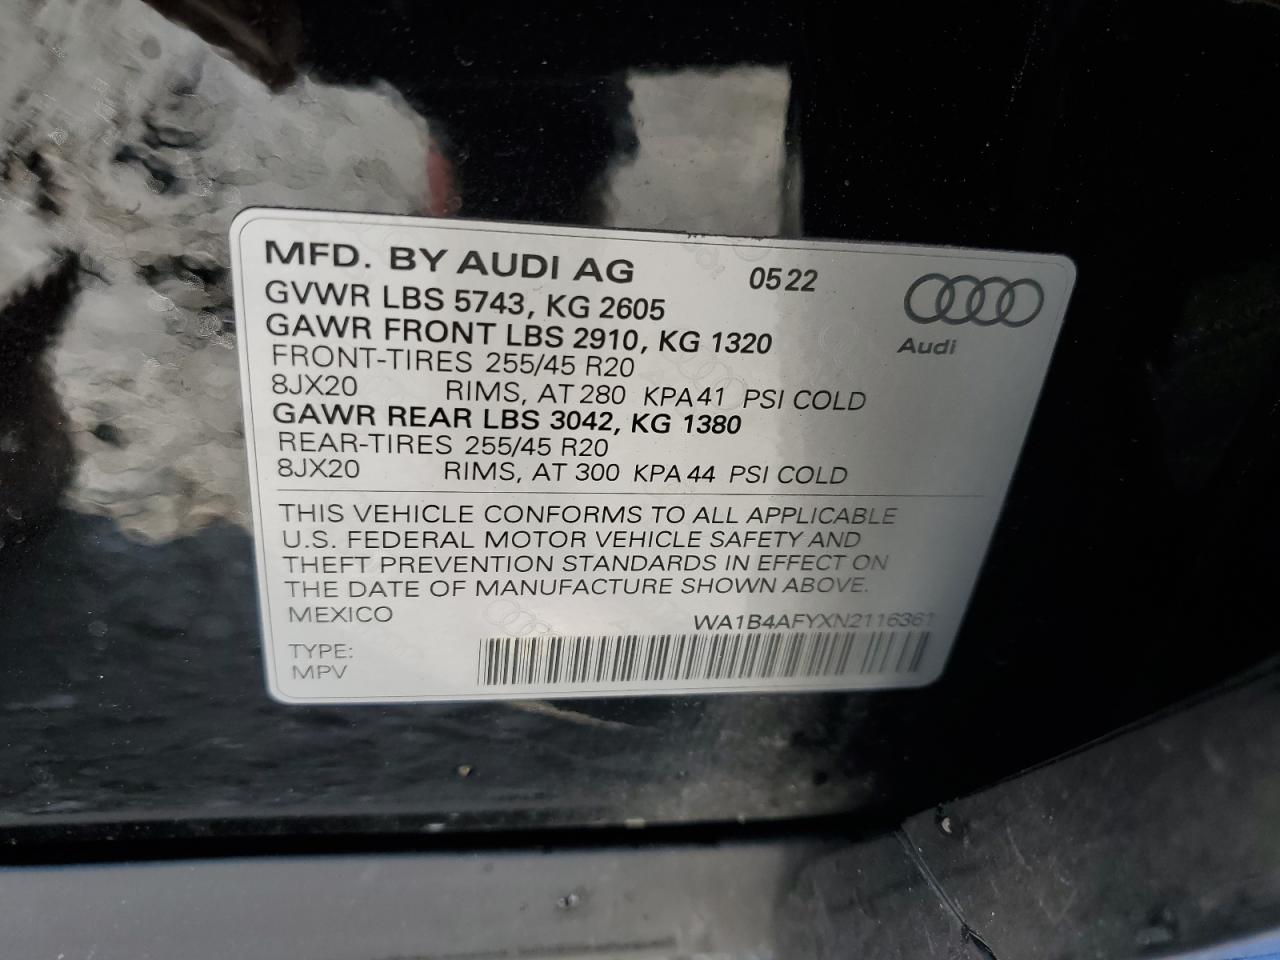 MFD. BY AUDI AG 0522
GVWR LBS 5743, KG 2605
GAWR FRONT LBS 2910, KG 1320
Audi
FRONT-TIRES 255/45 R20
8JX20 RIMS, AT 280 KPA 41 PSI COLD
GAWR REAR LBS 3042, KG 1380
REAR-TIRES 255/45 R20
8JX20 RIMS, AT 300 KPA 44 PSI COLD
THIS VEHICLE CONFORMS TO ALL APPLICABLE
U.S. FEDERAL MOTOR VEHICLE SAFETY AND
THEFT PREVENTION STANDARDS IN EFFECT ON
THE DATE OF MANUFACTURE SHOWN ABOVE.
MEXICO WA1B4AFYXN2116361
TYPE:
MPV